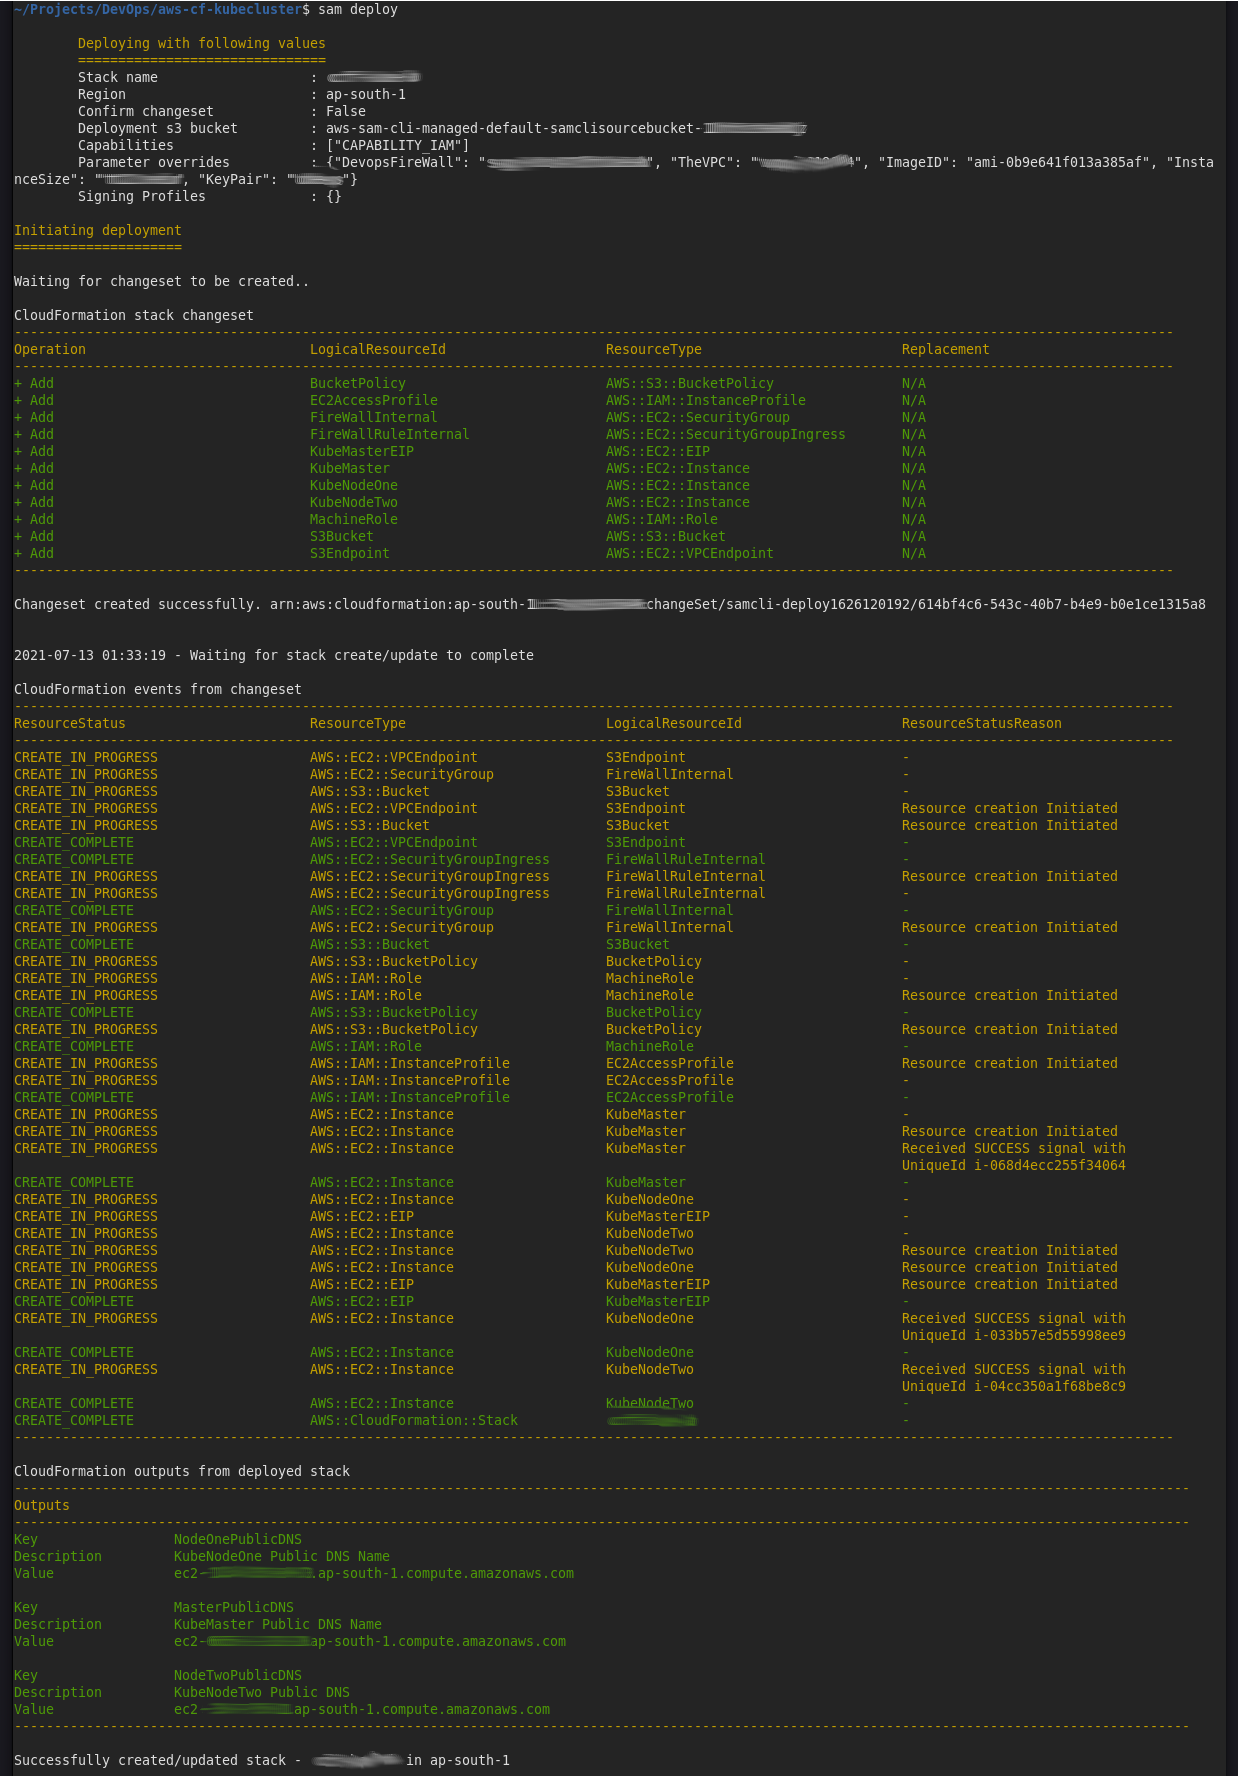 ~/Projects/DevOps/aws-cf-kubecluster$ sam deploy
Deploying with following values
===============================
Stack name :
Region : ap-south-1
Confirm changeset : False
Deployment s3 bucket : aws-sam-cli-managed-default-samclisourcebucket-
Capabilities : ["CAPABILITY_IAM"]
Parameter overrides : {"DevopsFireWall": " ", "TheVPC": " ", "ImageID": "ami-0b9e641f013a385af", "Insta
nceSize": " ", "KeyPair": " "}
Signing Profiles : {}
Initiating deployment
=====================
Waiting for changeset to be created..
CloudFormation stack changeset
Operation LogicalResourceId ResourceType Replacement
+ Add BucketPolicy AWS::S3::BucketPolicy N/A
+ Add EC2AccessProfile AWS::IAM::InstanceProfile N/A
+ Add FireWallInternal AWS::EC2::SecurityGroup N/A
+ Add FireWallRuleInternal AWS::EC2::SecurityGroupIngress N/A
+ Add KubeMasterEIP AWS::EC2::EIP N/A
+ Add KubeMaster AWS::EC2::Instance N/A
+ Add KubeNodeOne AWS::EC2::Instance N/A
+ Add KubeNodeTwo AWS::EC2::Instance N/A
+ Add MachineRole AWS::IAM::Role N/A
+ Add S3Bucket AWS::S3::Bucket N/A
+ Add S3Endpoint AWS::EC2::VPCEndpoint N/A
Changeset created successfully. arn:aws:cloudformation:ap-south-1 changeSet/samcli-deploy1626120192/614bf4c6-543c-40b7-b4e9-b0e1ce1315a8
2021-07-13 01:33:19 - Waiting for stack create/update to complete
CloudFormation events from changeset
ResourceStatus ResourceType LogicalResourceId ResourceStatusReason
CREATE_IN_PROGRESS AWS::EC2::VPCEndpoint S3Endpoint -
CREATE_IN_PROGRESS AWS::EC2::SecurityGroup FireWallInternal -
CREATE_IN_PROGRESS AWS::S3::Bucket S3Bucket -
CREATE_IN_PROGRESS AWS::EC2::VPCEndpoint S3Endpoint Resource creation Initiated
CREATE_IN_PROGRESS AWS::S3::Bucket S3Bucket Resource creation Initiated
CREATE_COMPLETE AWS::EC2::VPCEndpoint S3Endpoint -
CREATE_COMPLETE AWS::EC2::SecurityGroupIngress FireWallRuleInternal -
CREATE_IN_PROGRESS AWS::EC2::SecurityGroupIngress FireWallRuleInternal Resource creation Initiated
CREATE_IN_PROGRESS AWS::EC2::SecurityGroupIngress FireWallRuleInternal -
CREATE_COMPLETE AWS::EC2::SecurityGroup FireWallInternal -
CREATE_IN_PROGRESS AWS::EC2::SecurityGroup FireWallInternal Resource creation Initiated
CREATE_COMPLETE AWS::S3::Bucket S3Bucket -
CREATE_IN_PROGRESS AWS::S3::BucketPolicy BucketPolicy -
CREATE_IN_PROGRESS AWS::IAM::Role MachineRole -
CREATE_IN_PROGRESS AWS::IAM::Role MachineRole Resource creation Initiated
CREATE_COMPLETE AWS::S3::BucketPolicy BucketPolicy -
CREATE_IN_PROGRESS AWS::S3::BucketPolicy BucketPolicy Resource creation Initiated
CREATE_COMPLETE AWS::IAM::Role MachineRole -
CREATE_IN_PROGRESS AWS::IAM::InstanceProfile EC2AccessProfile Resource creation Initiated
CREATE_IN_PROGRESS AWS::IAM::InstanceProfile EC2AccessProfile -
CREATE_COMPLETE AWS::IAM::InstanceProfile EC2AccessProfile -
CREATE_IN_PROGRESS AWS::EC2::Instance KubeMaster -
CREATE_IN_PROGRESS AWS::EC2::Instance KubeMaster Resource creation Initiated
CREATE_IN_PROGRESS AWS::EC2::Instance KubeMaster Received SUCCESS signal with
UniqueId i-068d4ecc255f34064
CREATE_COMPLETE AWS::EC2::Instance KubeMaster -
CREATE_IN_PROGRESS AWS::EC2::Instance KubeNodeOne -
CREATE_IN_PROGRESS AWS::EC2::EIP KubeMasterEIP -
CREATE_IN_PROGRESS AWS::EC2::Instance KubeNodeTwo -
CREATE_IN_PROGRESS AWS::EC2::Instance KubeNodeTwo Resource creation Initiated
CREATE_IN_PROGRESS AWS::EC2::Instance KubeNodeOne Resource creation Initiated
CREATE_IN_PROGRESS AWS::EC2::EIP KubeMasterEIP Resource creation Initiated
CREATE_COMPLETE AWS::EC2::EIP KubeMasterEIP -
CREATE_IN_PROGRESS AWS::EC2::Instance KubeNodeOne Received SUCCESS signal with
UniqueId i-033b57e5d55998ee9
CREATE_COMPLETE AWS::EC2::Instance KubeNodeOne -
CREATE_IN_PROGRESS AWS::EC2::Instance KubeNodeTwo Received SUCCESS signal with
UniqueId i-04cc350a1f68be8c9
CREATE_COMPLETE AWS::EC2::Instance KubeNodeTwo -
CREATE_COMPLETE AWS::CloudFormation::Stack -
CloudFormation outputs from deployed stack
Outputs
Key NodeOnePublicDNS
Description KubeNodeOne Public DNS Name
Value ec2- .ap-south-1.compute.amazonaws.com
Key MasterPublicDNS
Description KubeMaster Public DNS Name
Value ec2- ap-south-1.compute.amazonaws.com
Key NodeTwoPublicDNS
Description KubeNodeTwo Public DNS
Value ec2- .ap-south-1.compute.amazonaws.com
Successfully created/updated stack - in ap-south-1